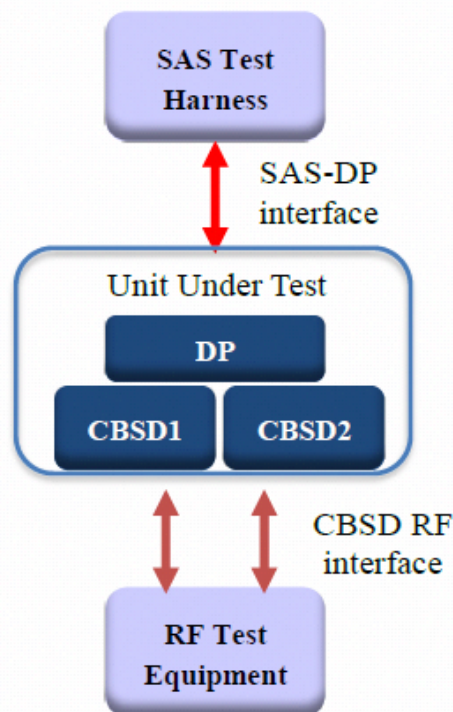 SAS Test
Harness
SAS-DP
interface
Unit Under Test
DP
CBSD1
CBSD2
CBSD RF
interface
RF Test
Equipment